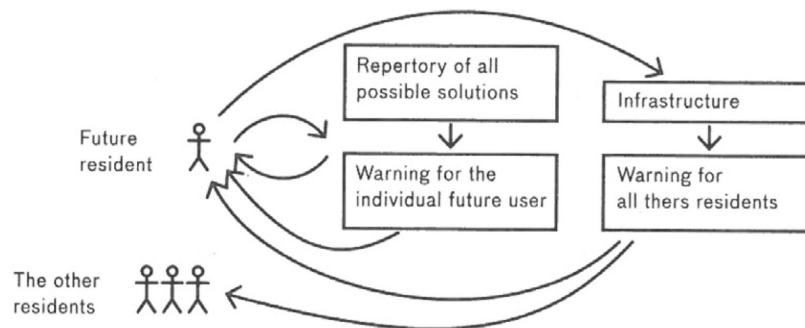 Repertory of all
possible solutions
Infrastructure
Future
resident
Warning for the
individual future user
Warning for
all thers residents
The other
residents